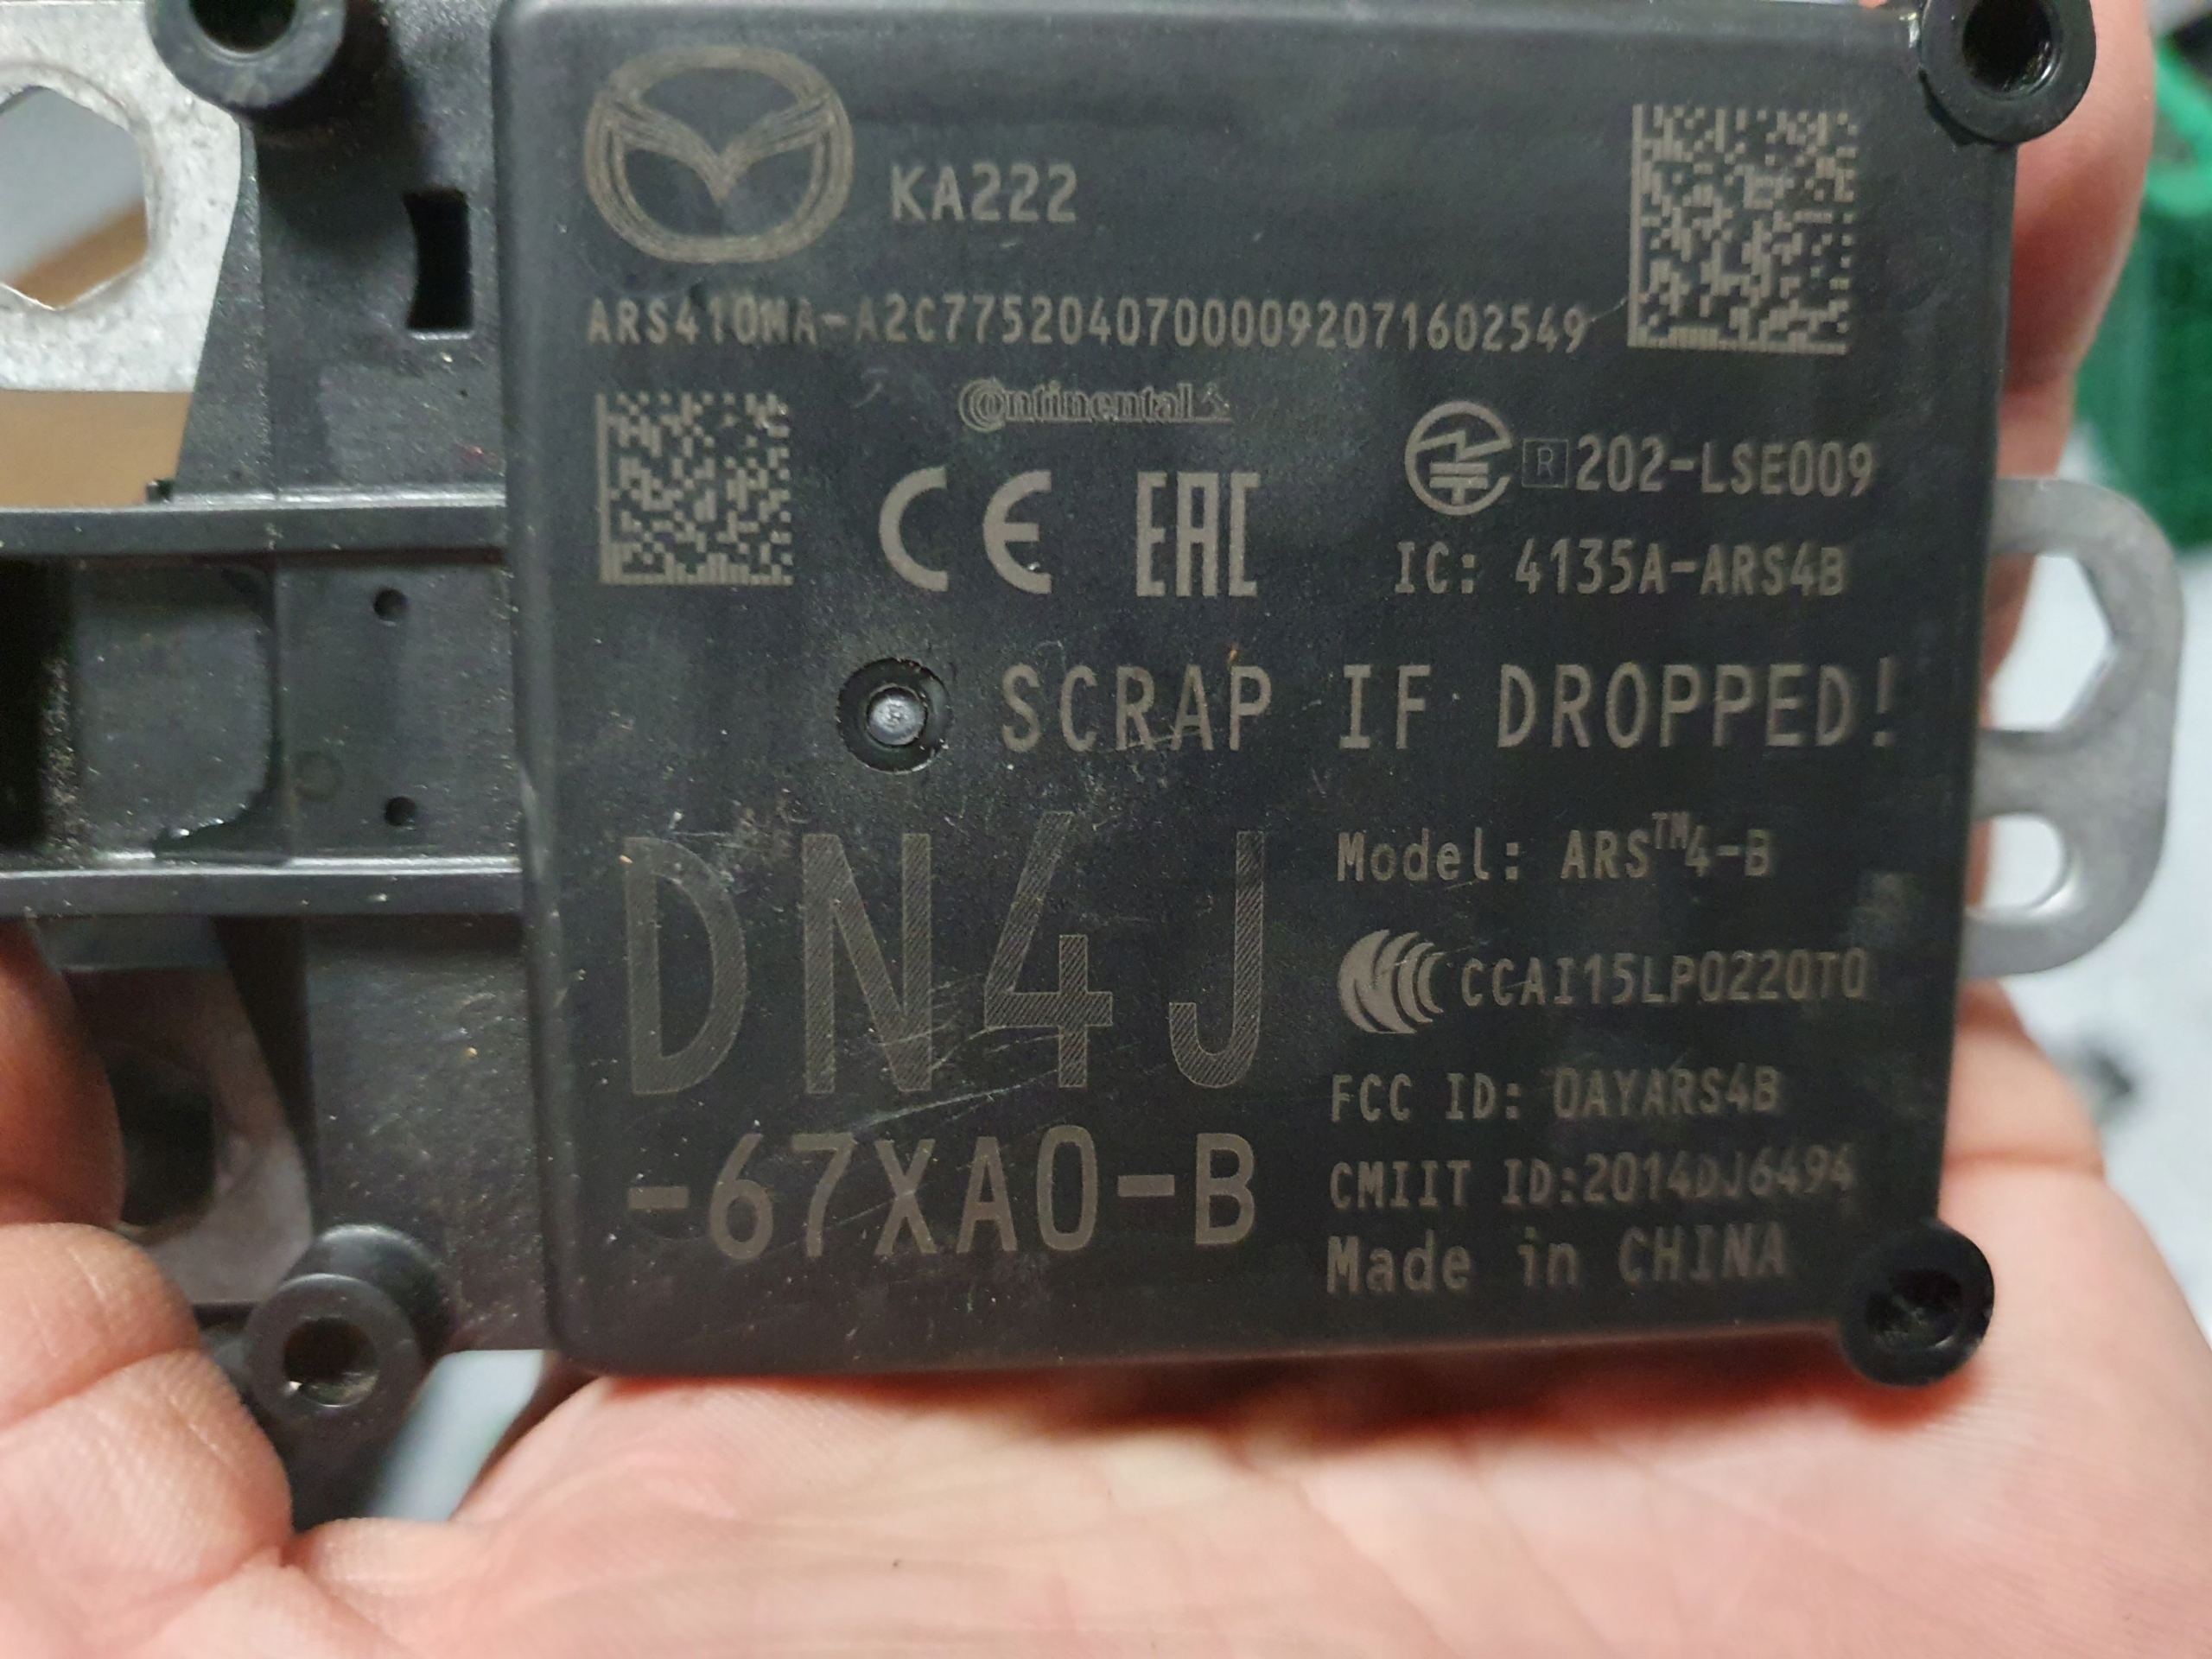 KA222
ARS410MA-A2C77520407000092071602549
Continental
CE EAC
R 202-LSE009
IC: 4135A-ARS4B
SCRAP IF DROPPED!
DN4J
-67XA0-B
Model: ARS™4-B
CCAI15LP0220T0
FCC ID: OAYARS4B
CMIIT ID:2014DJ6494
Made in CHINA